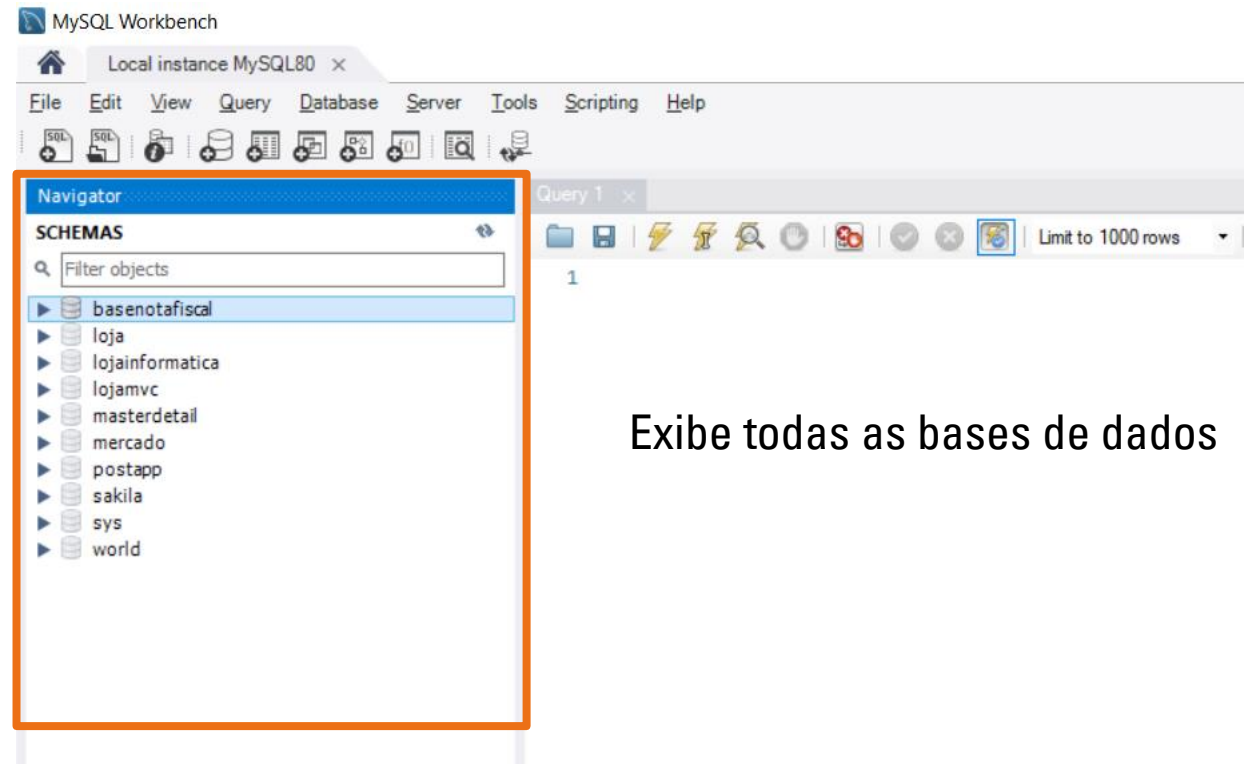 MySQL Workbench
Local instance MySQL80 ×
File Edit View Query Database Server Tools Scripting Help
SQL SQL
Navigator
Query 1 ×
SCHEMAS
Limit to 1000 rows
Filter objects
1
basenotafiscal
loja
lojainformatica
lojamvc
masterdetail
mercado
postapp
sakila
sys
world
Exibe todas as bases de dados